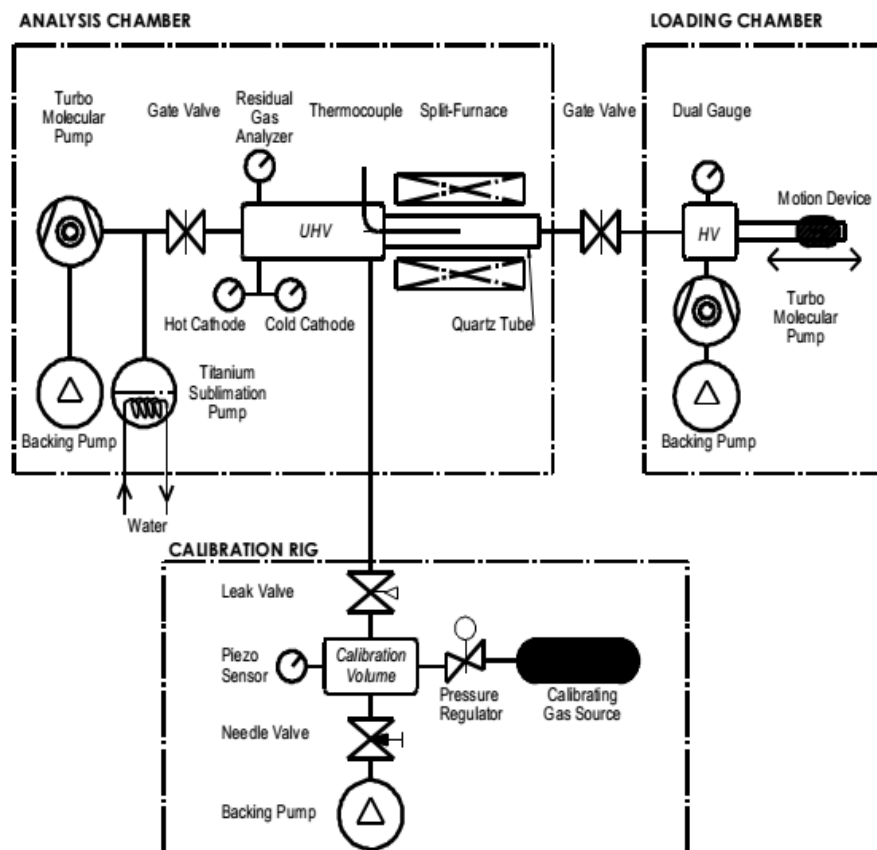 ANALYSIS CHAMBER
LOADING CHAMBER
Turbo
Molecular
Pump
Gate Valve
Residual
Gas
Analyzer
Thermocouple
Split-Furnace
Gate Valve
Dual Gauge
Motion Device
UHV
HV
Hot Cathode
Cold Cathode
Quartz Tube
Turbo
Molecular
Pump
Titanium
Sublimation
Pump
Backing Pump
Backing Pump
Water
CALIBRATION RIG
Leak Valve
Piezo
Sensor
Calibration
Volume
Pressure
Regulator
Calibrating
Gas Source
Needle Valve
Backing Pump